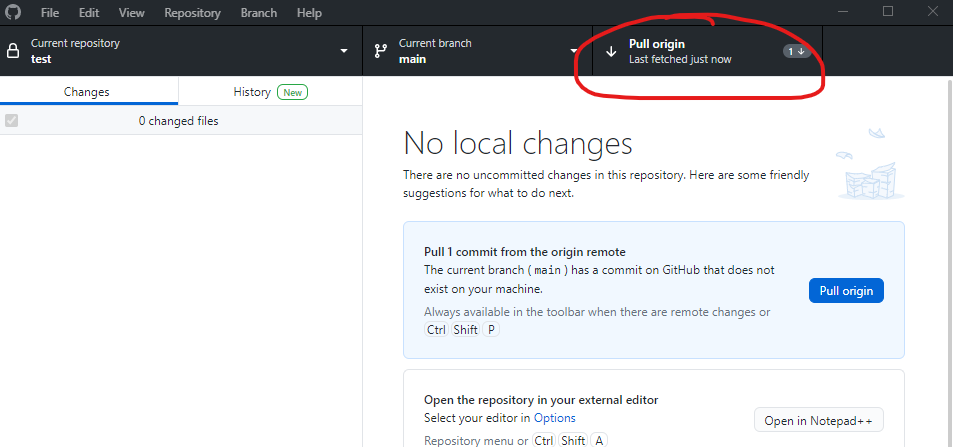 File Edit View Repository Branch Help
Current repository
test
Current branch
main
Pull origin
Last fetched just now
1
Changes
History New
0 changed files
No local changes
There are no uncommitted changes in this repository. Here are some friendly
suggestions for what to do next.
Pull 1 commit from the origin remote
The current branch ( main ) has a commit on GitHub that does not
exist on your machine.
Pull origin
Always available in the toolbar when there are remote changes or
Ctrl Shift P
Open the repository in your external editor
Select your editor in Options
Open in Notepad++
Repository menu or Ctrl Shift A